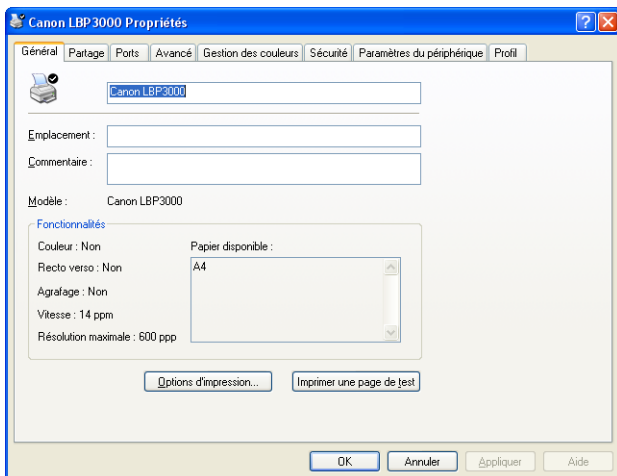 Canon LBP3000 Propriétés
Général Partage Ports Avancé Gestion des couleurs Sécurité Paramètres du périphérique Profil
Canon LBP3000
Emplacement :
Commentaire :
Modèle : Canon LBP3000
Fonctionnalités
Couleur : Non Papier disponible :
Recto verso : Non A4
Agrafage : Non
Vitesse : 14 ppm
Résolution maximale : 600 ppp
Options d'impression... Imprimer une page de test
OK Annuler Appliquer Aide